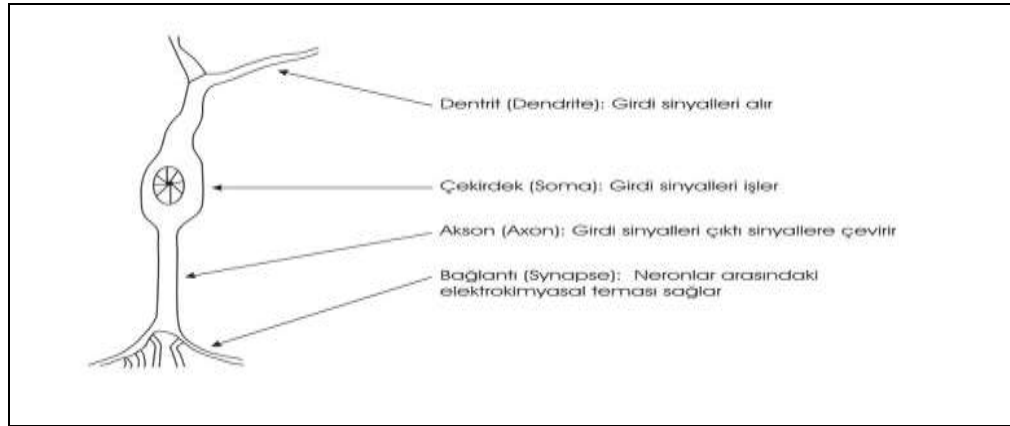 Dentrit (Dendrite): Girdi sinyalleri alır
Çekirdek (Soma): Girdi sinyalleri işler
Akson (Axon): Girdi sinyalleri çıktı sinyallere çevirir
Bağlantı (Synapse): Neronlar arasındaki
elektrokimyasal teması sağlar